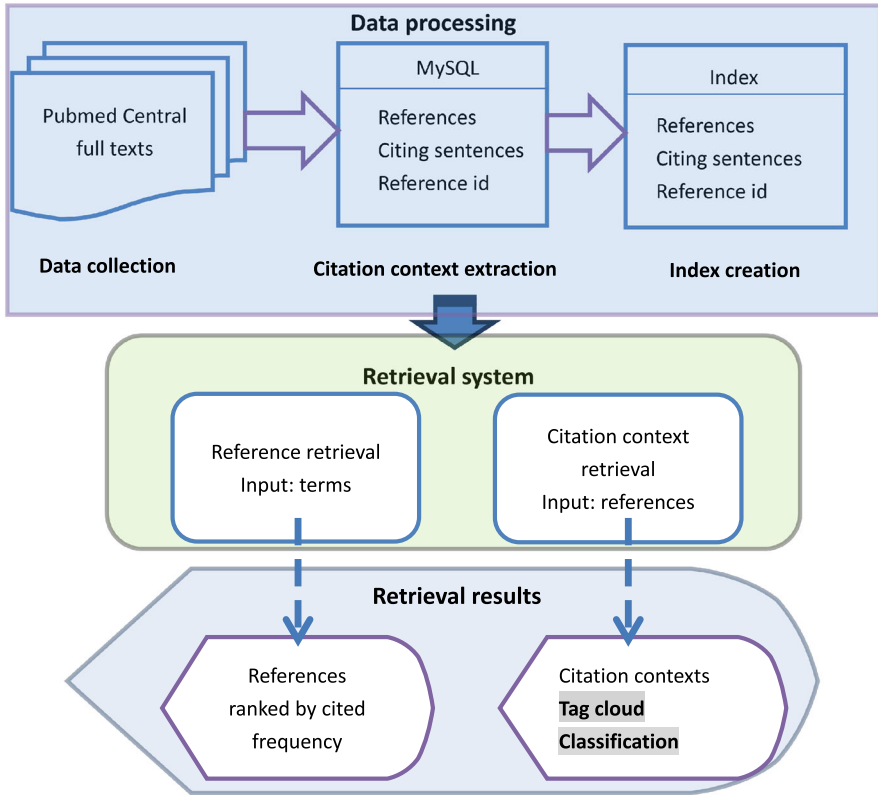 Data processing
Pubmed Central
full texts
MySQL
References
Citing sentences
Reference id
Index
References
Citing sentences
Reference id
Data collection
Citation context extraction
Index creation
Retrieval system
Reference retrieval
Input: terms
Citation context
retrieval
Input: references
Retrieval results
References
ranked by cited
frequency
Citation contexts
Tag cloud
Classification